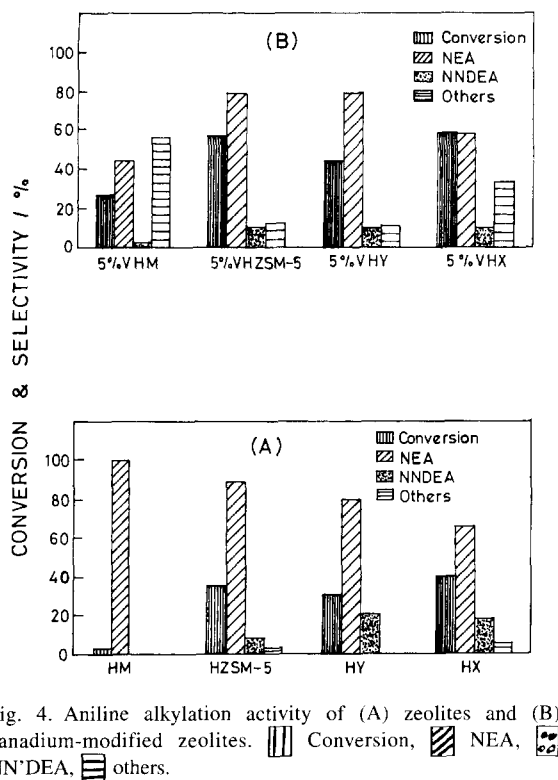 (B)
Conversion
NEA
NNDEA
Others
100
80
60
40
20
0
5%VHM 5%VHZSM-5 5%VHY 5%VHX
CONVERSION & SELECTIVITY / %
(A)
Conversion
NEA
NNDEA
Others
100
80
60
40
20
0
HM HZSM-5 HY HX
ig. 4. Aniline alkylation activity of (A) zeolites and (B)
anadium-modified zeolites. Conversion, NEA,
N'DEA, others.